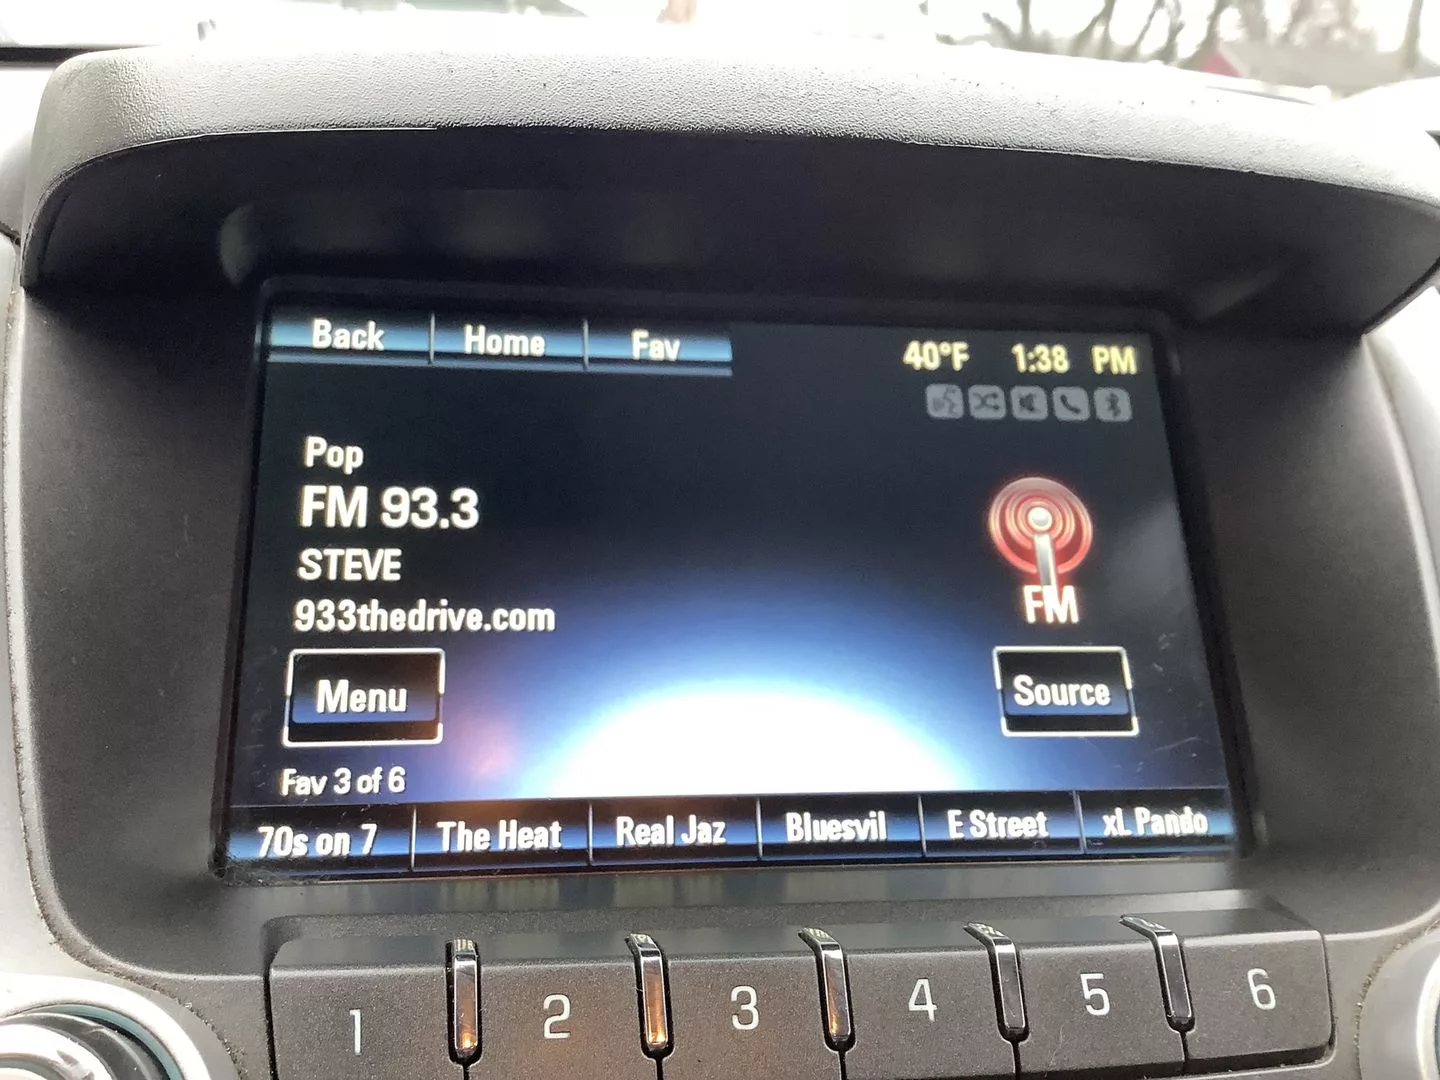 Back Home Fav
40°F 1:38 PM
Pop
FM 93.3
STEVE
933thedrive.com
FM
Menu
Source
Fav 3 of 6
70s on 7 The Heat Real Jaz Bluesvil E Street xL Pando
1 2 3 4 5 6